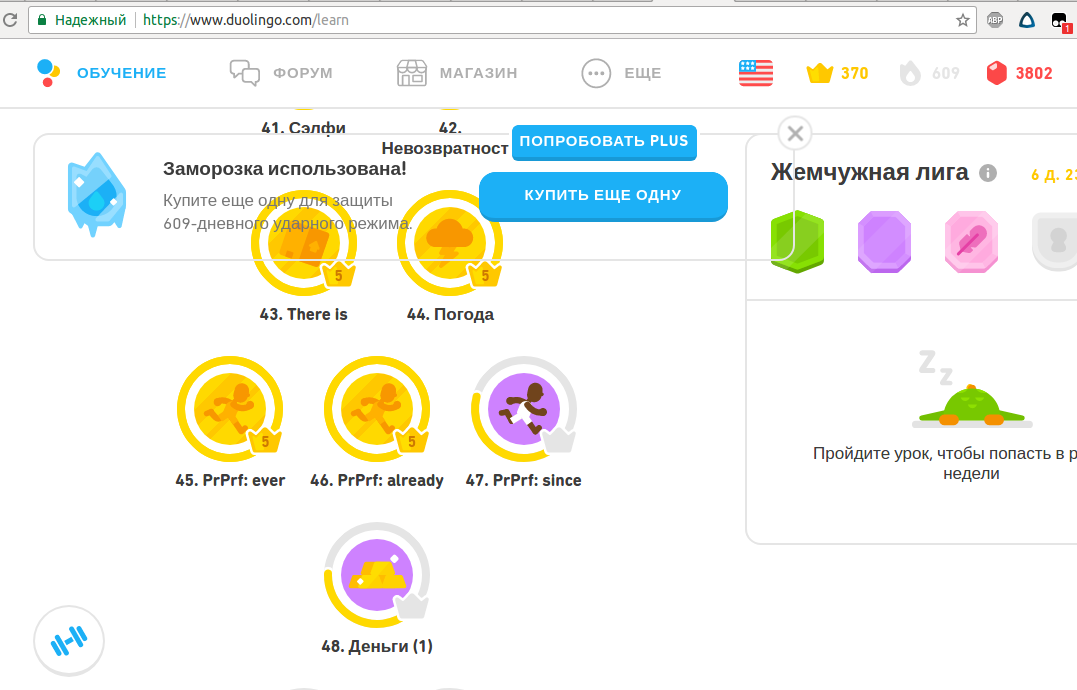 Надежный https://www.duolingo.com/learn
ABP
1
ОБУЧЕНИЕ ФОРУМ МАГАЗИН ЕЩЕ 370 609 3802
41. Сэлфи 42.
Невозвратност ПОПРОБОВАТЬ PLUS
Заморозка использована!
Купите еще одну для защиты
609-дневного ударного режима.
КУПИТЬ ЕЩЕ ОДНУ
Жемчужная лига i 6 д. 23
5 5
43. There is 44. Погода
5 5
45. PrPrf: ever 46. PrPrf: already 47. PrPrf: since
48. Деньги (1)
Z
Z
Пройдите урок, чтобы попасть в р
недели